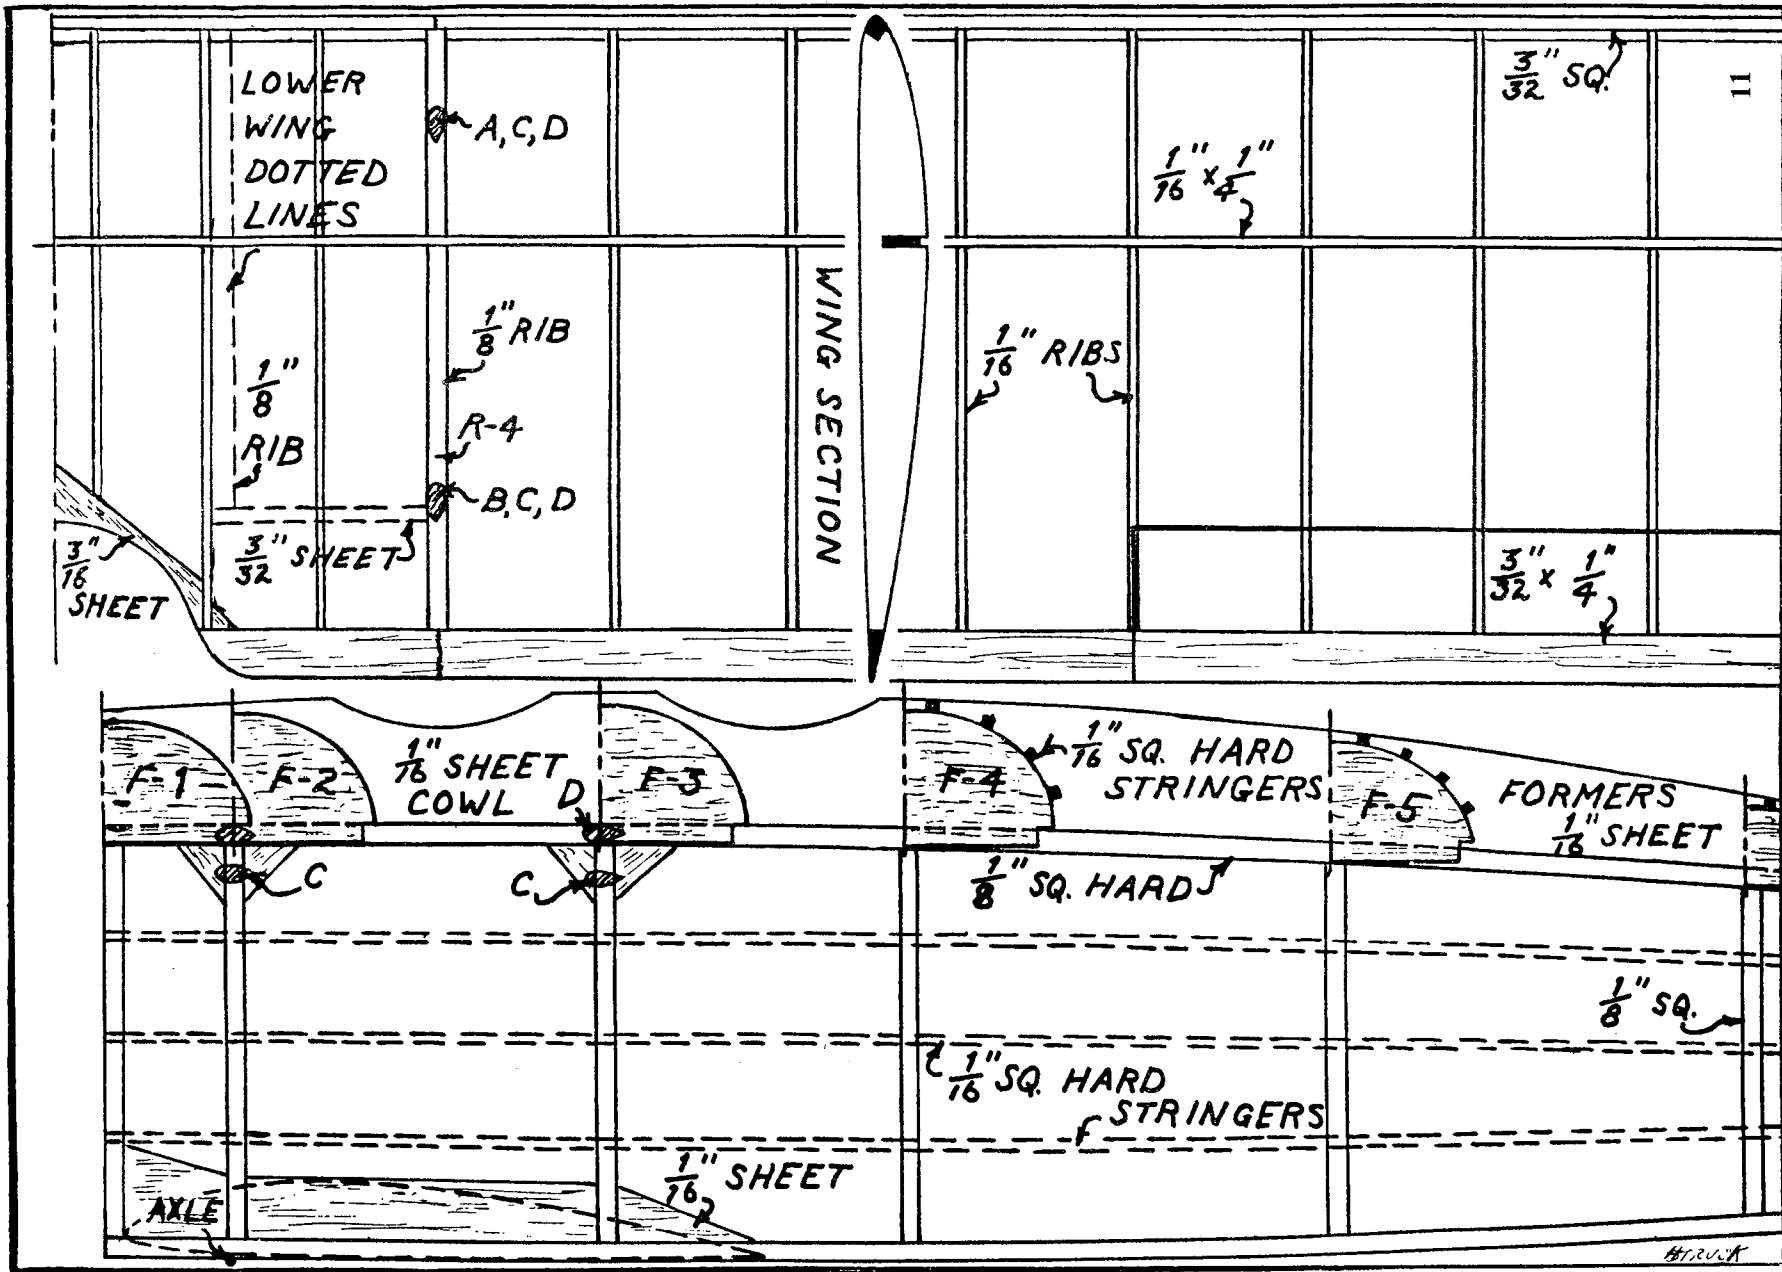 LOWER
WING
DOTTED
LINES
A, C, D
3/32" SQ.
11
1/16" x 1/4"
1/8" RIB
1/8"
RIB
R-4
B, C, D
WING SECTION
1/16" RIBS
3/16"
SHEET
3/32" SHEET
3/32" x 1/4"
F-1
F-2
1/16" SHEET
COWL
D
F-3
F-4
1/16" SQ. HARD
STRINGERS
F-5
FORMERS
1/16" SHEET
C
C
1/8" SQ. HARD
1/8" SQ.
1/16" SQ. HARD
STRINGERS
1/16" SHEET
AXLE